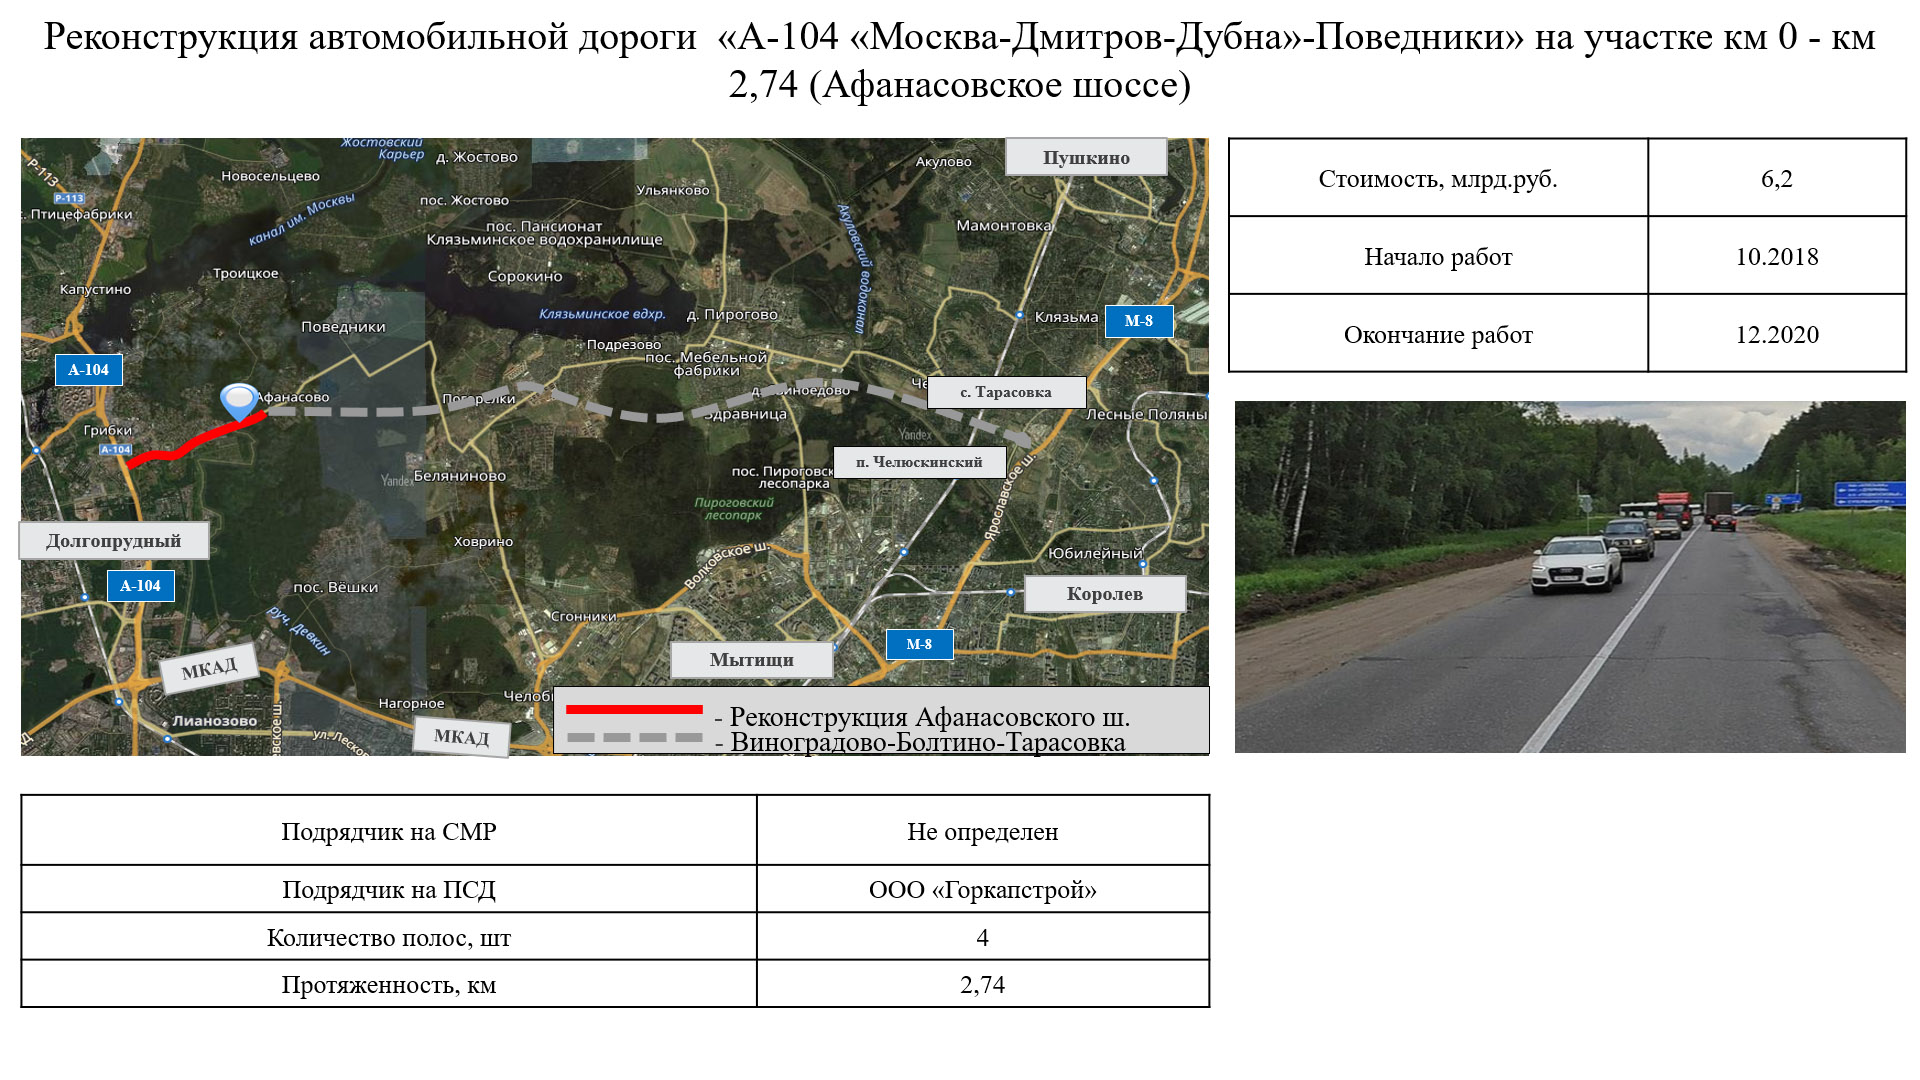 Реконструкция автомобильной дороги «А-104 «Москва-Дмитров-Дубна»-Поведники» на участке км 0 - км
2,74 (Афанасовское шоссе)
Жостовский
Карьер
д. Жостово
Акулово
Пушкино
Р-113
Р-113
Новосельцево
Ульянково
пос. Жостово
с. Птицефабрики
канал им. Москвы
пос. Пансионат
Клязьминское водохранилище
Акуловский водоканал
Мамонтовка
Троицкое
Сорокино
Капустино
Клязьминское вдхр.
д. Пирогово
Клязьма
М-8
Поведники
Подрезово
пос. Мебельной
фабрики
А-104
Афанасово
Погорелки
Здравница
с. Тарасовка
Лесные Поляны
Грибки
А-104
Yandex
Yandex
Беляниново
пос. Пироговск
лесопарка
п. Челюскинский
Пироговский
лесопарк
Ярославское ш.
Долгопрудный
Ховрино
Волковское ш.
Юбилейный
А-104
пос. Вёшки
Королев
руч. Девкин
Сгонники
М-8
МКАД
Мытищи
Нагорное
Челоб
Лианозово
вское ш.
ул. Леско
МКАД
- Реконструкция Афанасовского ш.
- Виноградово-Болтино-Тарасовка
Стоимость, млрд.руб. 6,2
Начало работ 10.2018
Окончание работ 12.2020
Подрядчик на СМР Не определен
Подрядчик на ПСД ООО «Горкапстрой»
Количество полос, шт 4
Протяженность, км 2,74